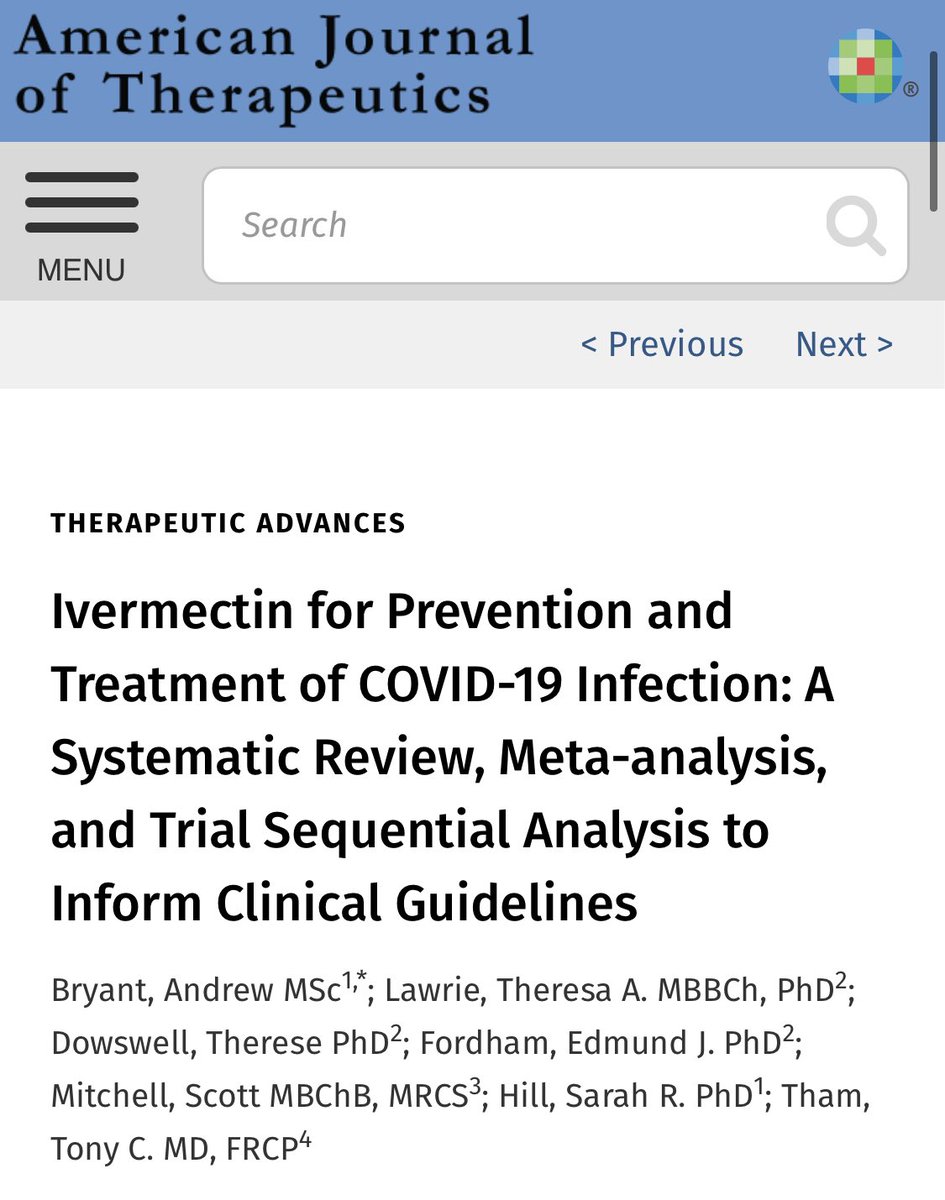 American Journal
of Therapeutics
®
MENU
Search
< Previous Next >
THERAPEUTIC ADVANCES
Ivermectin for Prevention and
Treatment of COVID-19 Infection: A
Systematic Review, Meta-analysis,
and Trial Sequential Analysis to
Inform Clinical Guidelines
Bryant, Andrew MSc1,*; Lawrie, Theresa A. MBBCh, PhD2;
Dowswell, Therese PhD2; Fordham, Edmund J. PhD2;
Mitchell, Scott MBChB, MRCS3; Hill, Sarah R. PhD1; Tham,
Tony C. MD, FRCP4